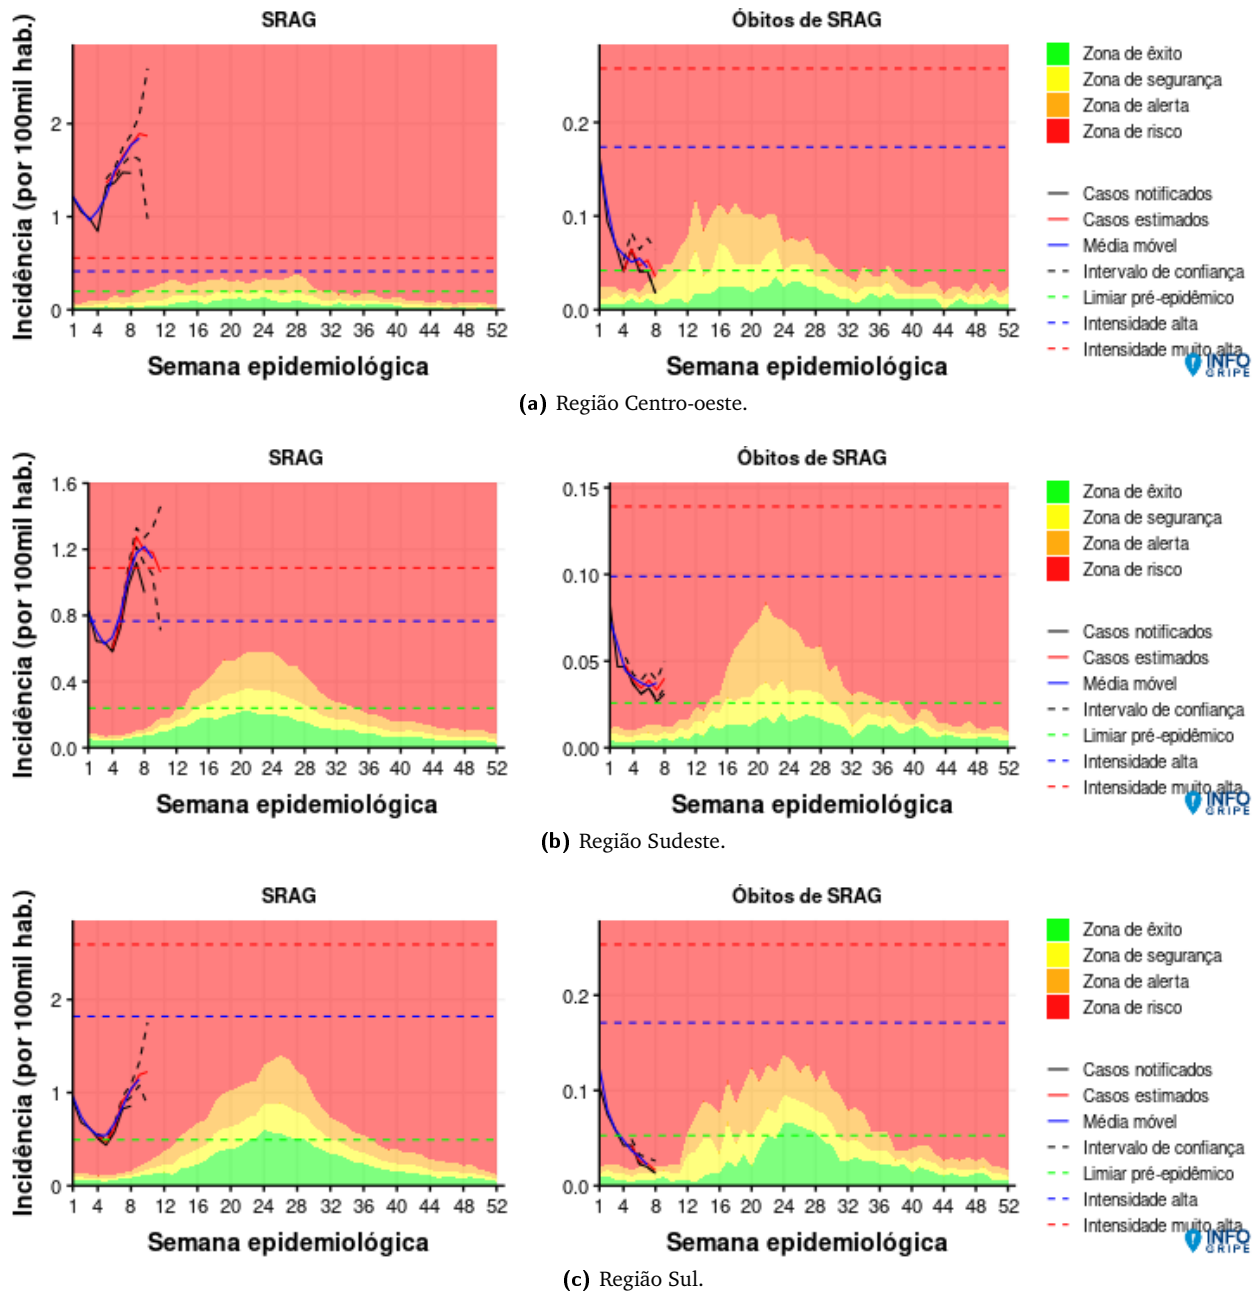 SRAG
Óbitos de SRAG
Incidência (por 100mil hab.)
2
1
0
1 4 8 12 16 20 24 28 32 36 40 44 48 52
Semana epidemiológica
0.2
0.1
0.0
1 4 8 12 16 20 24 28 32 36 40 44 48 52
Semana epidemiológica
Zona de êxito
Zona de segurança
Zona de alerta
Zona de risco
Casos notificados
Casos estimados
Média móvel
Intervalo de confiança
Limiar pré-epidêmico
Intensidade alta
Intensidade muito alta
INFO
GRIPE
(a) Região Centro-oeste.
SRAG
Óbitos de SRAG
Incidência (por 100mil hab.)
1.6
1.2
0.8
0.4
0.0
1 4 8 12 16 20 24 28 32 36 40 44 48 52
Semana epidemiológica
0.15
0.10
0.05
0.00
1 4 8 12 16 20 24 28 32 36 40 44 48 52
Semana epidemiológica
Zona de êxito
Zona de segurança
Zona de alerta
Zona de risco
Casos notificados
Casos estimados
Média móvel
Intervalo de confiança
Limiar pré-epidêmico
Intensidade alta
Intensidade muito alta
INFO
GRIPE
(b) Região Sudeste.
SRAG
Óbitos de SRAG
Incidência (por 100mil hab.)
2
1
0
1 4 8 12 16 20 24 28 32 36 40 44 48 52
Semana epidemiológica
0.2
0.1
0.0
1 4 8 12 16 20 24 28 32 36 40 44 48 52
Semana epidemiológica
Zona de êxito
Zona de segurança
Zona de alerta
Zona de risco
Casos notificados
Casos estimados
Média móvel
Intervalo de confiança
Limiar pré-epidêmico
Intensidade alta
Intensidade muito alta
INFO
GRIPE
(c) Região Sul.